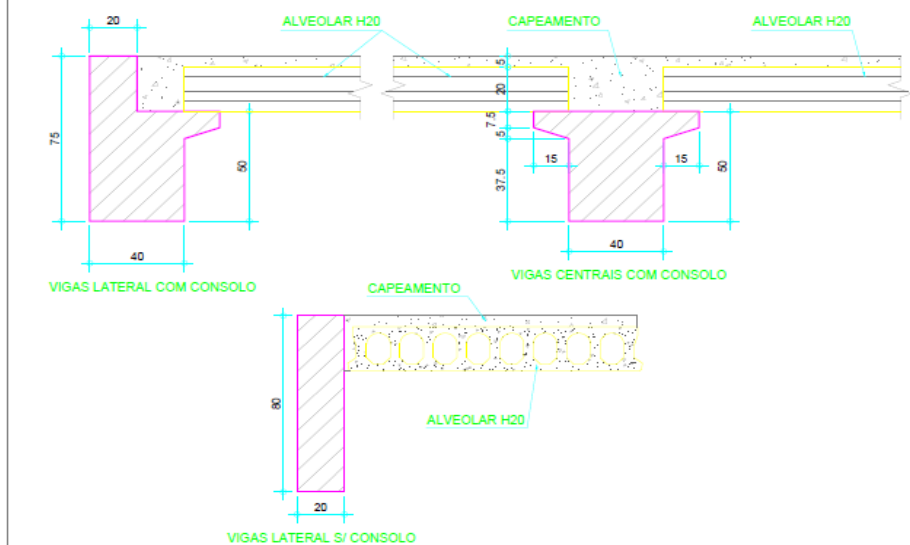 20
ALVEOLAR H20
CAPEAMENTO
ALVEOLAR H20
5
20
7.5
5
75
50
15
15
37.5
50
40
40
VIGAS LATERAL COM CONSOLO
VIGAS CENTRAIS COM CONSOLO
CAPEAMENTO
80
ALVEOLAR H20
20
VIGAS LATERAL S/ CONSOLO